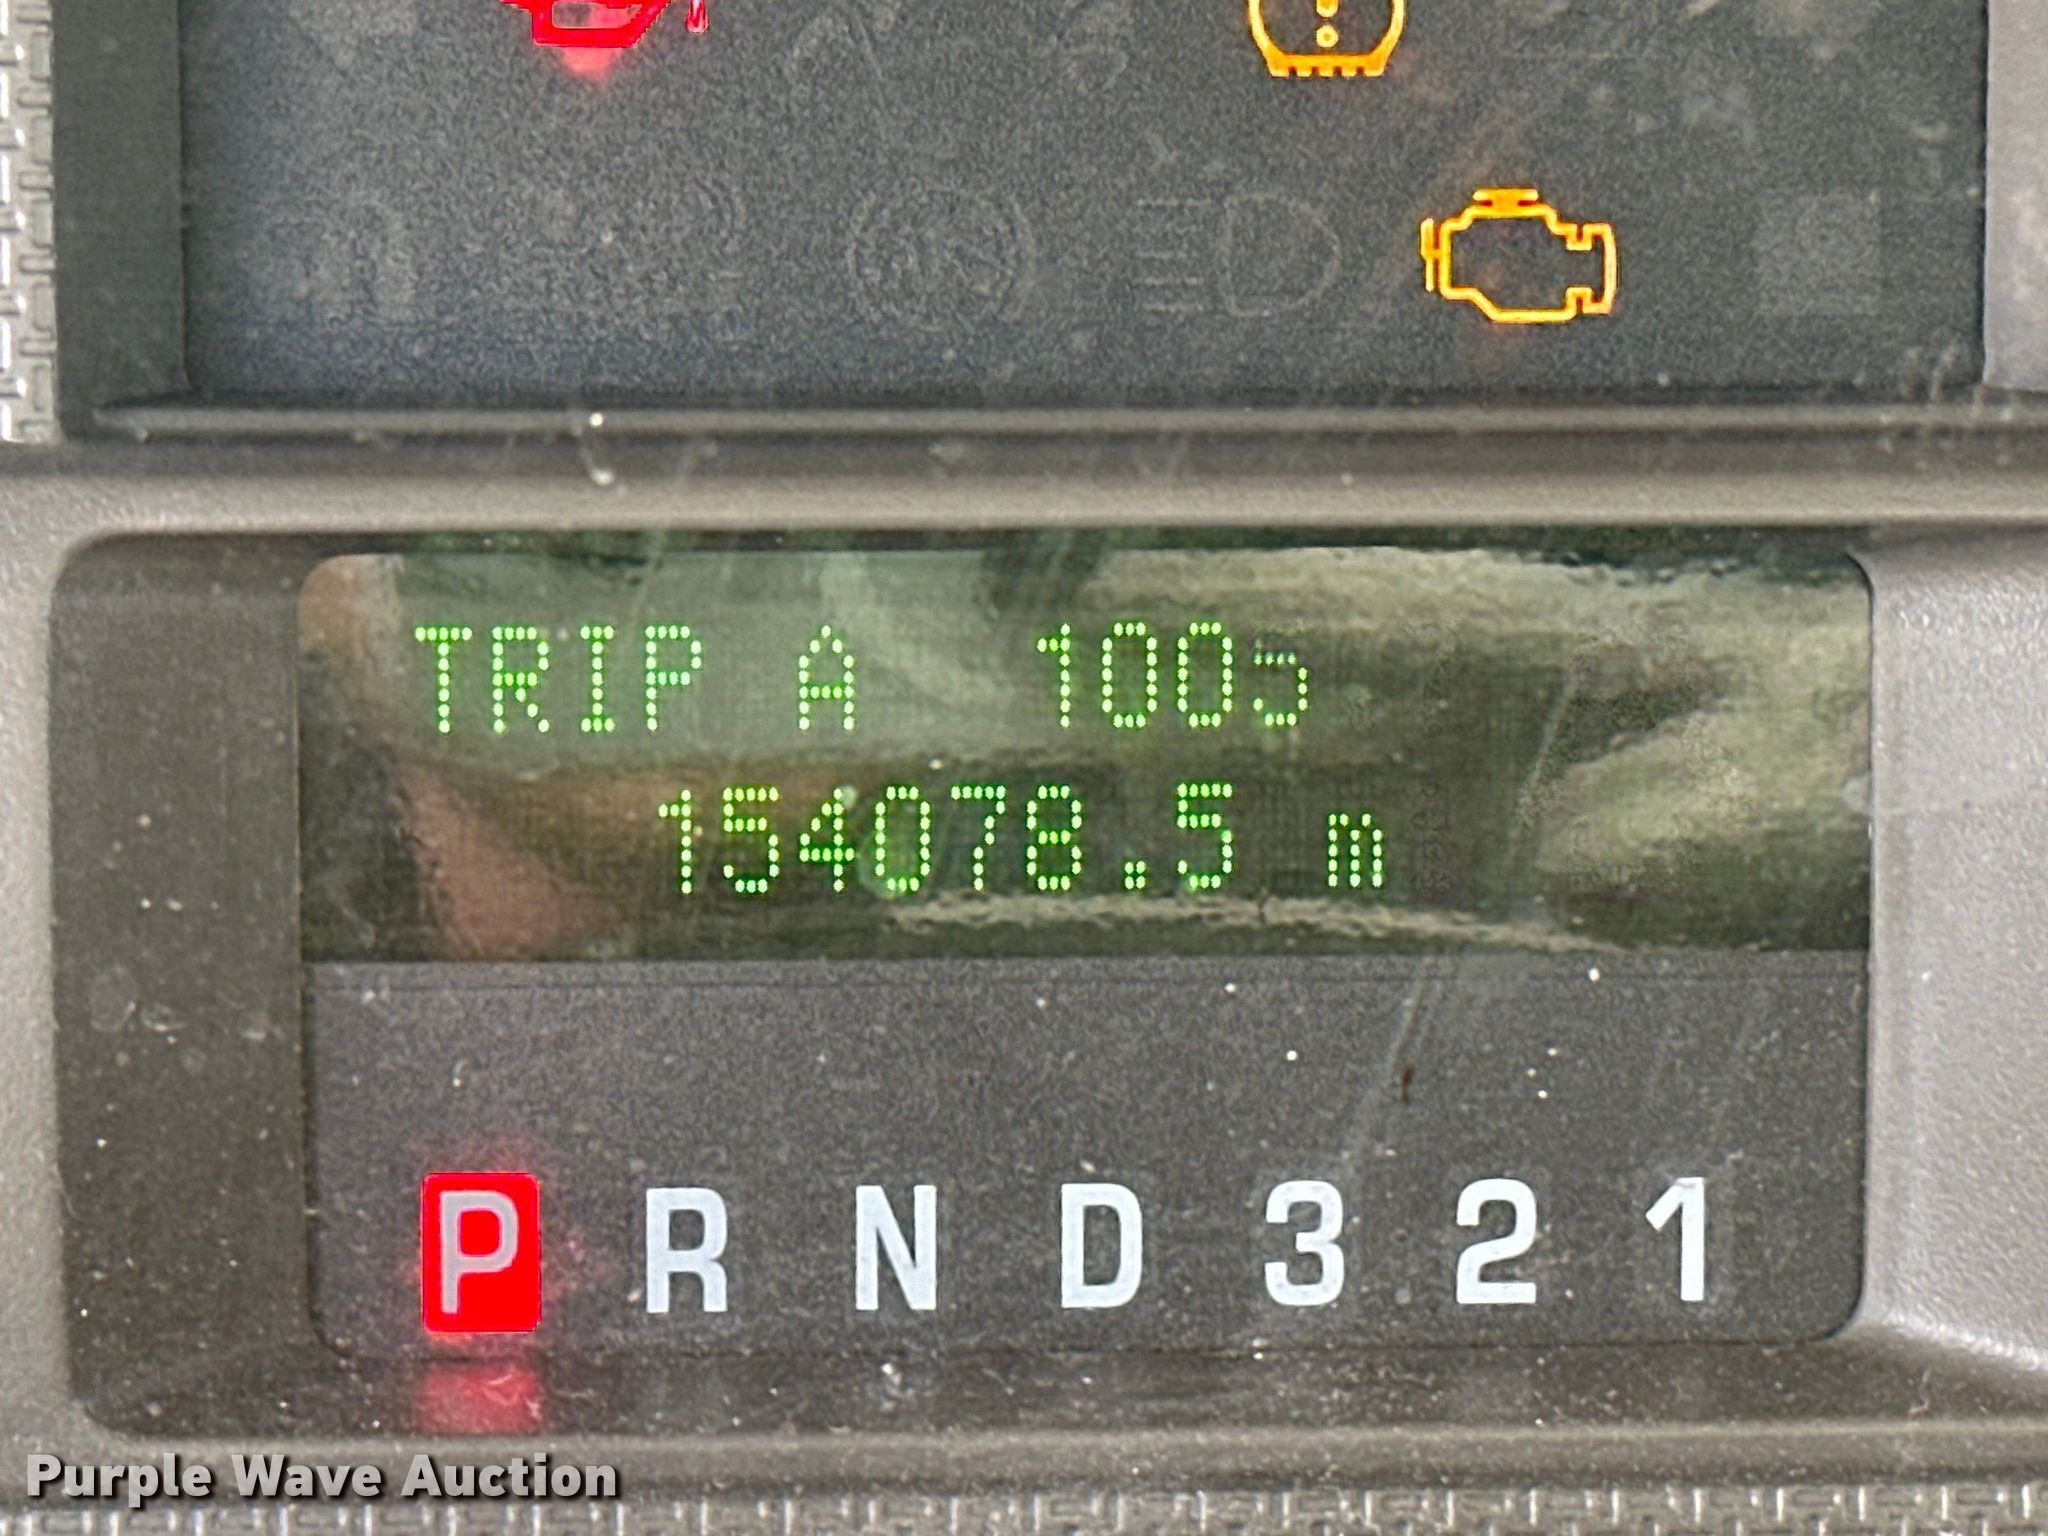 TRIP A 1005
154078.5 m
P R N D 3 2 1
Purple Wave Auction